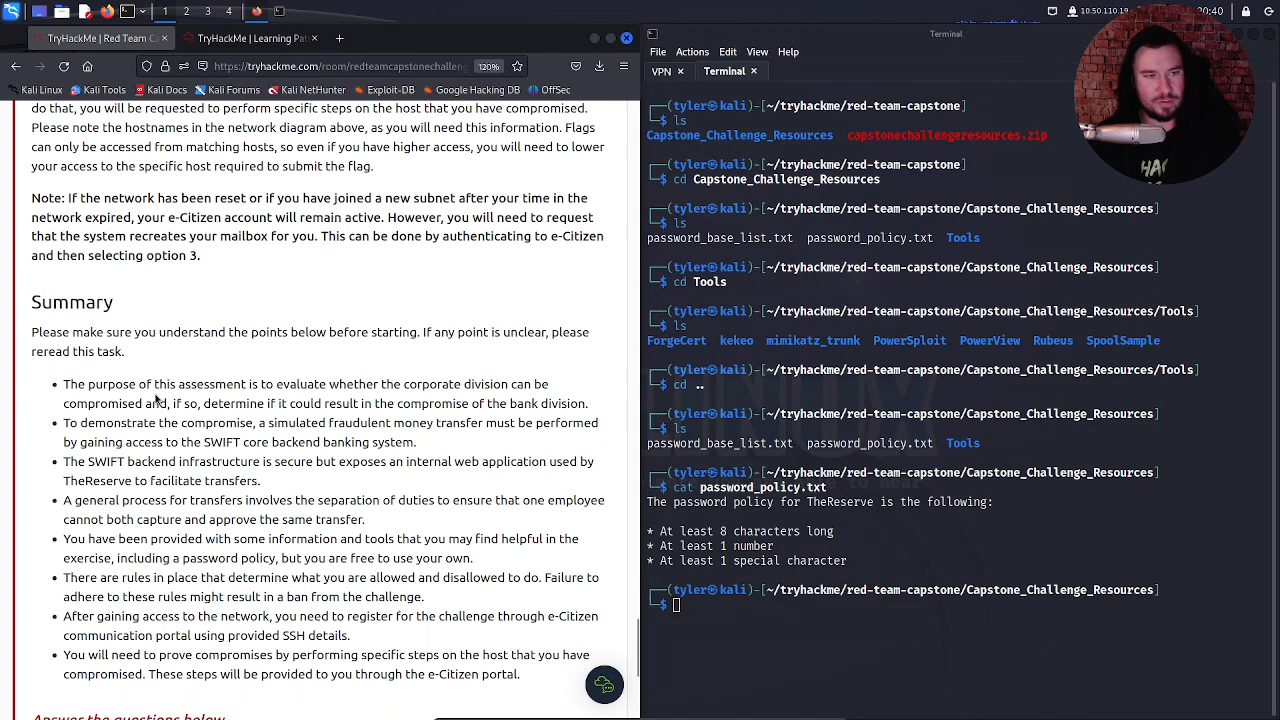 1 2 3 4 10.50.110.19 20:40
TryHackMe | Red Team Ca × TryHackMe | Learning Pat × +
Terminal
File Actions Edit View Help
https://tryhackme.com/room/redteamcapstonechalleng 120%
VPN × Terminal ×
Kali Linux Kali Tools Kali Docs Kali Forums Kali NetHunter Exploit-DB Google Hacking DB OffSec
do that, you will be requested to perform specific steps on the host that you have compromised.
Please note the hostnames in the network diagram above, as you will need this information. Flags
can only be accessed from matching hosts, so even if you have higher access, you will need to lower
your access to the specific host required to submit the flag.
Note: If the network has been reset or if you have joined a new subnet after your time in the
network expired, your e-Citizen account will remain active. However, you will need to request
that the system recreates your mailbox for you. This can be done by authenticating to e-Citizen
and then selecting option 3.
Summary
Please make sure you understand the points below before starting. If any point is unclear, please
reread this task.
• The purpose of this assessment is to evaluate whether the corporate division can be
compromised and, if so, determine if it could result in the compromise of the bank division.
• To demonstrate the compromise, a simulated fraudulent money transfer must be performed
by gaining access to the SWIFT core backend banking system.
• The SWIFT backend infrastructure is secure but exposes an internal web application used by
TheReserve to facilitate transfers.
• A general process for transfers involves the separation of duties to ensure that one employee
cannot both capture and approve the same transfer.
• You have been provided with some information and tools that you may find helpful in the
exercise, including a password policy, but you are free to use your own.
• There are rules in place that determine what you are allowed and disallowed to do. Failure to
adhere to these rules might result in a ban from the challenge.
• After gaining access to the network, you need to register for the challenge through e-Citizen
communication portal using provided SSH details.
• You will need to prove compromises by performing specific steps on the host that you have
compromised. These steps will be provided to you through the e-Citizen portal.
Answer the questions below
┌──(tyler㉿kali)-[~/tryhackme/red-team-capstone]
└─$ ls
Capstone_Challenge_Resources capstonechallengeresources.zip
┌──(tyler㉿kali)-[~/tryhackme/red-team-capstone]
└─$ cd Capstone_Challenge_Resources
┌──(tyler㉿kali)-[~/tryhackme/red-team-capstone/Capstone_Challenge_Resources]
└─$ ls
password_base_list.txt password_policy.txt Tools
┌──(tyler㉿kali)-[~/tryhackme/red-team-capstone/Capstone_Challenge_Resources]
└─$ cd Tools
┌──(tyler㉿kali)-[~/tryhackme/red-team-capstone/Capstone_Challenge_Resources/Tools]
└─$ ls
ForgeCert kekeo mimikatz_trunk PowerSploit PowerView Rubeus SpoolSample
┌──(tyler㉿kali)-[~/tryhackme/red-team-capstone/Capstone_Challenge_Resources/Tools]
└─$ cd ..
┌──(tyler㉿kali)-[~/tryhackme/red-team-capstone/Capstone_Challenge_Resources]
└─$ ls
password_base_list.txt password_policy.txt Tools
┌──(tyler㉿kali)-[~/tryhackme/red-team-capstone/Capstone_Challenge_Resources]
└─$ cat password_policy.txt
The password policy for TheReserve is the following:
* At least 8 characters long
* At least 1 number
* At least 1 special character
┌──(tyler㉿kali)-[~/tryhackme/red-team-capstone/Capstone_Challenge_Resources]
└─$